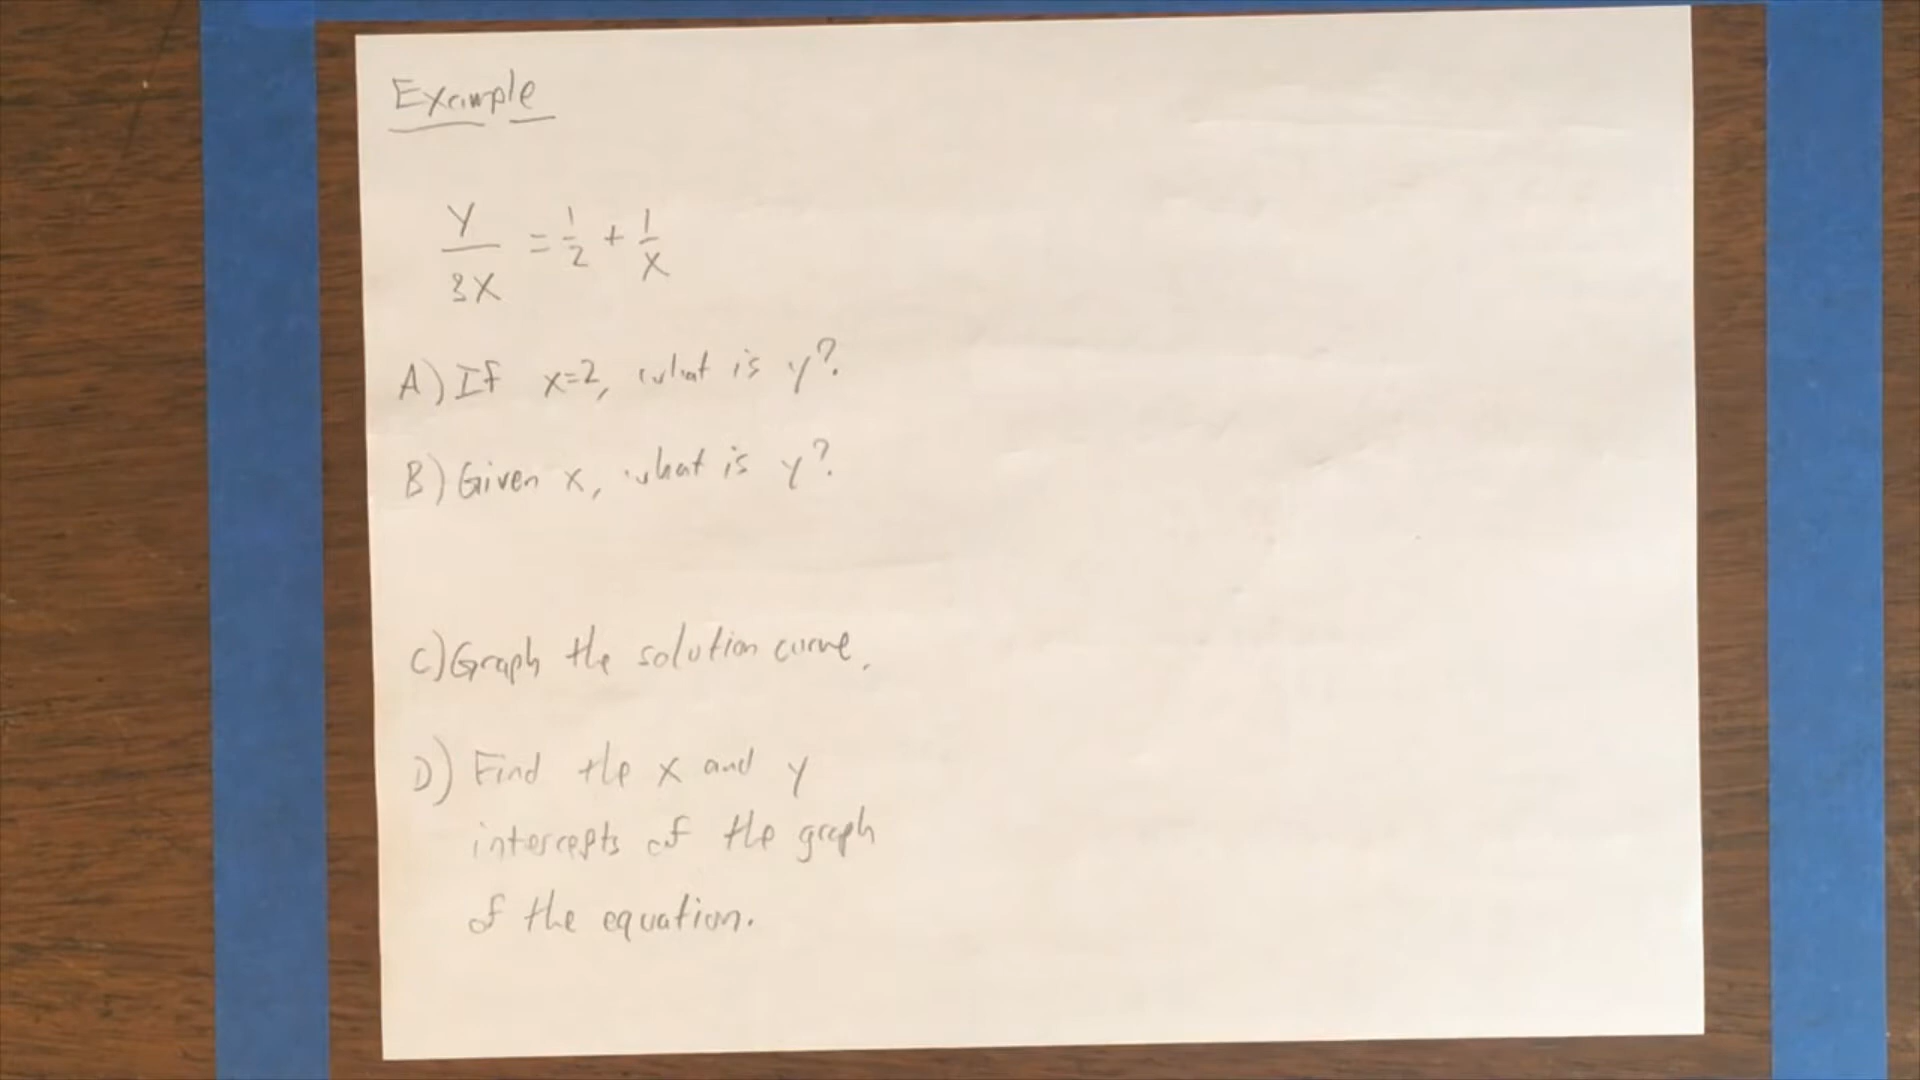 Example
y/3x = 1/2 + 1/x
A) If x=2, what is y?
B) Given x, what is y?
C) Graph the solution curve.
D) Find the x and y
intercepts of the graph
of the equation.